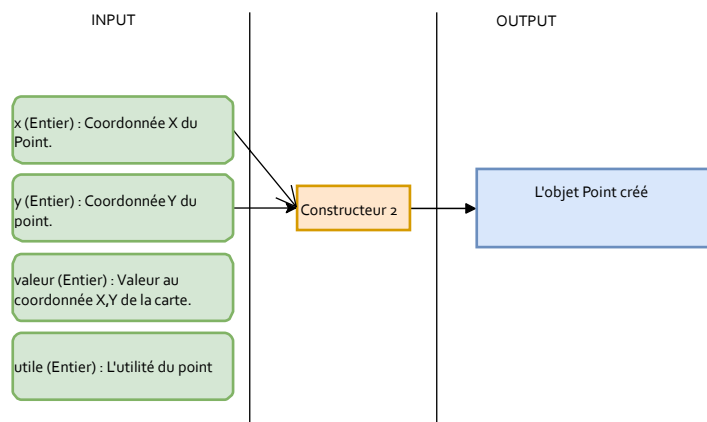 INPUT
OUTPUT
x (Entier) : Coordonnée X du
Point.
y (Entier) : Coordonnée Y du
point.
valeur (Entier) : Valeur au
coordonnée X,Y de la carte.
utile (Entier) : L'utilité du point
Constructeur 2
L'objet Point créé